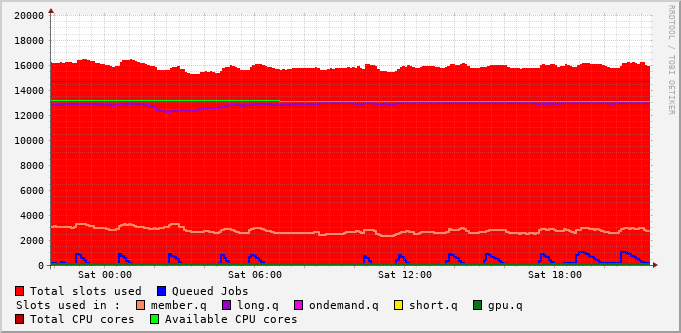 20000
18000
16000
14000
12000
10000
8000
6000
4000
2000
0
Sat 00:00 Sat 06:00 Sat 12:00 Sat 18:00
RRDTOOL / TOBI OETIKER
Total slots used Queued Jobs
Slots used in : member.q long.q ondemand.q short.q gpu.q
Total CPU cores Available CPU cores